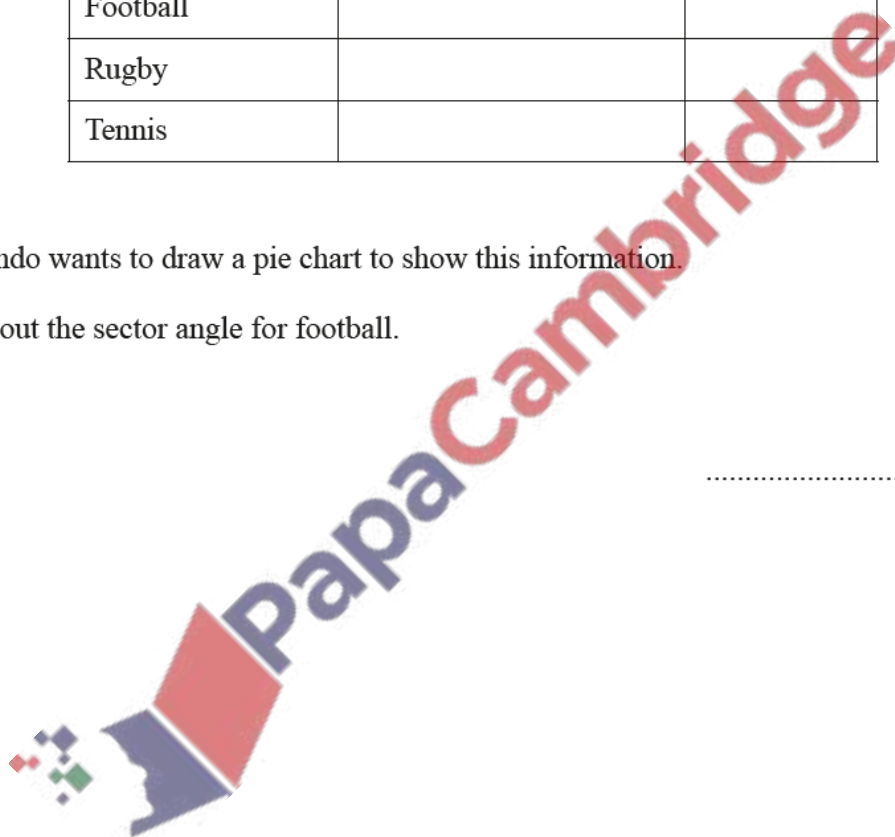 Football
Rugby
Tennis
ndo wants to draw a pie chart to show this information.
out the sector angle for football.
PapaCambridge